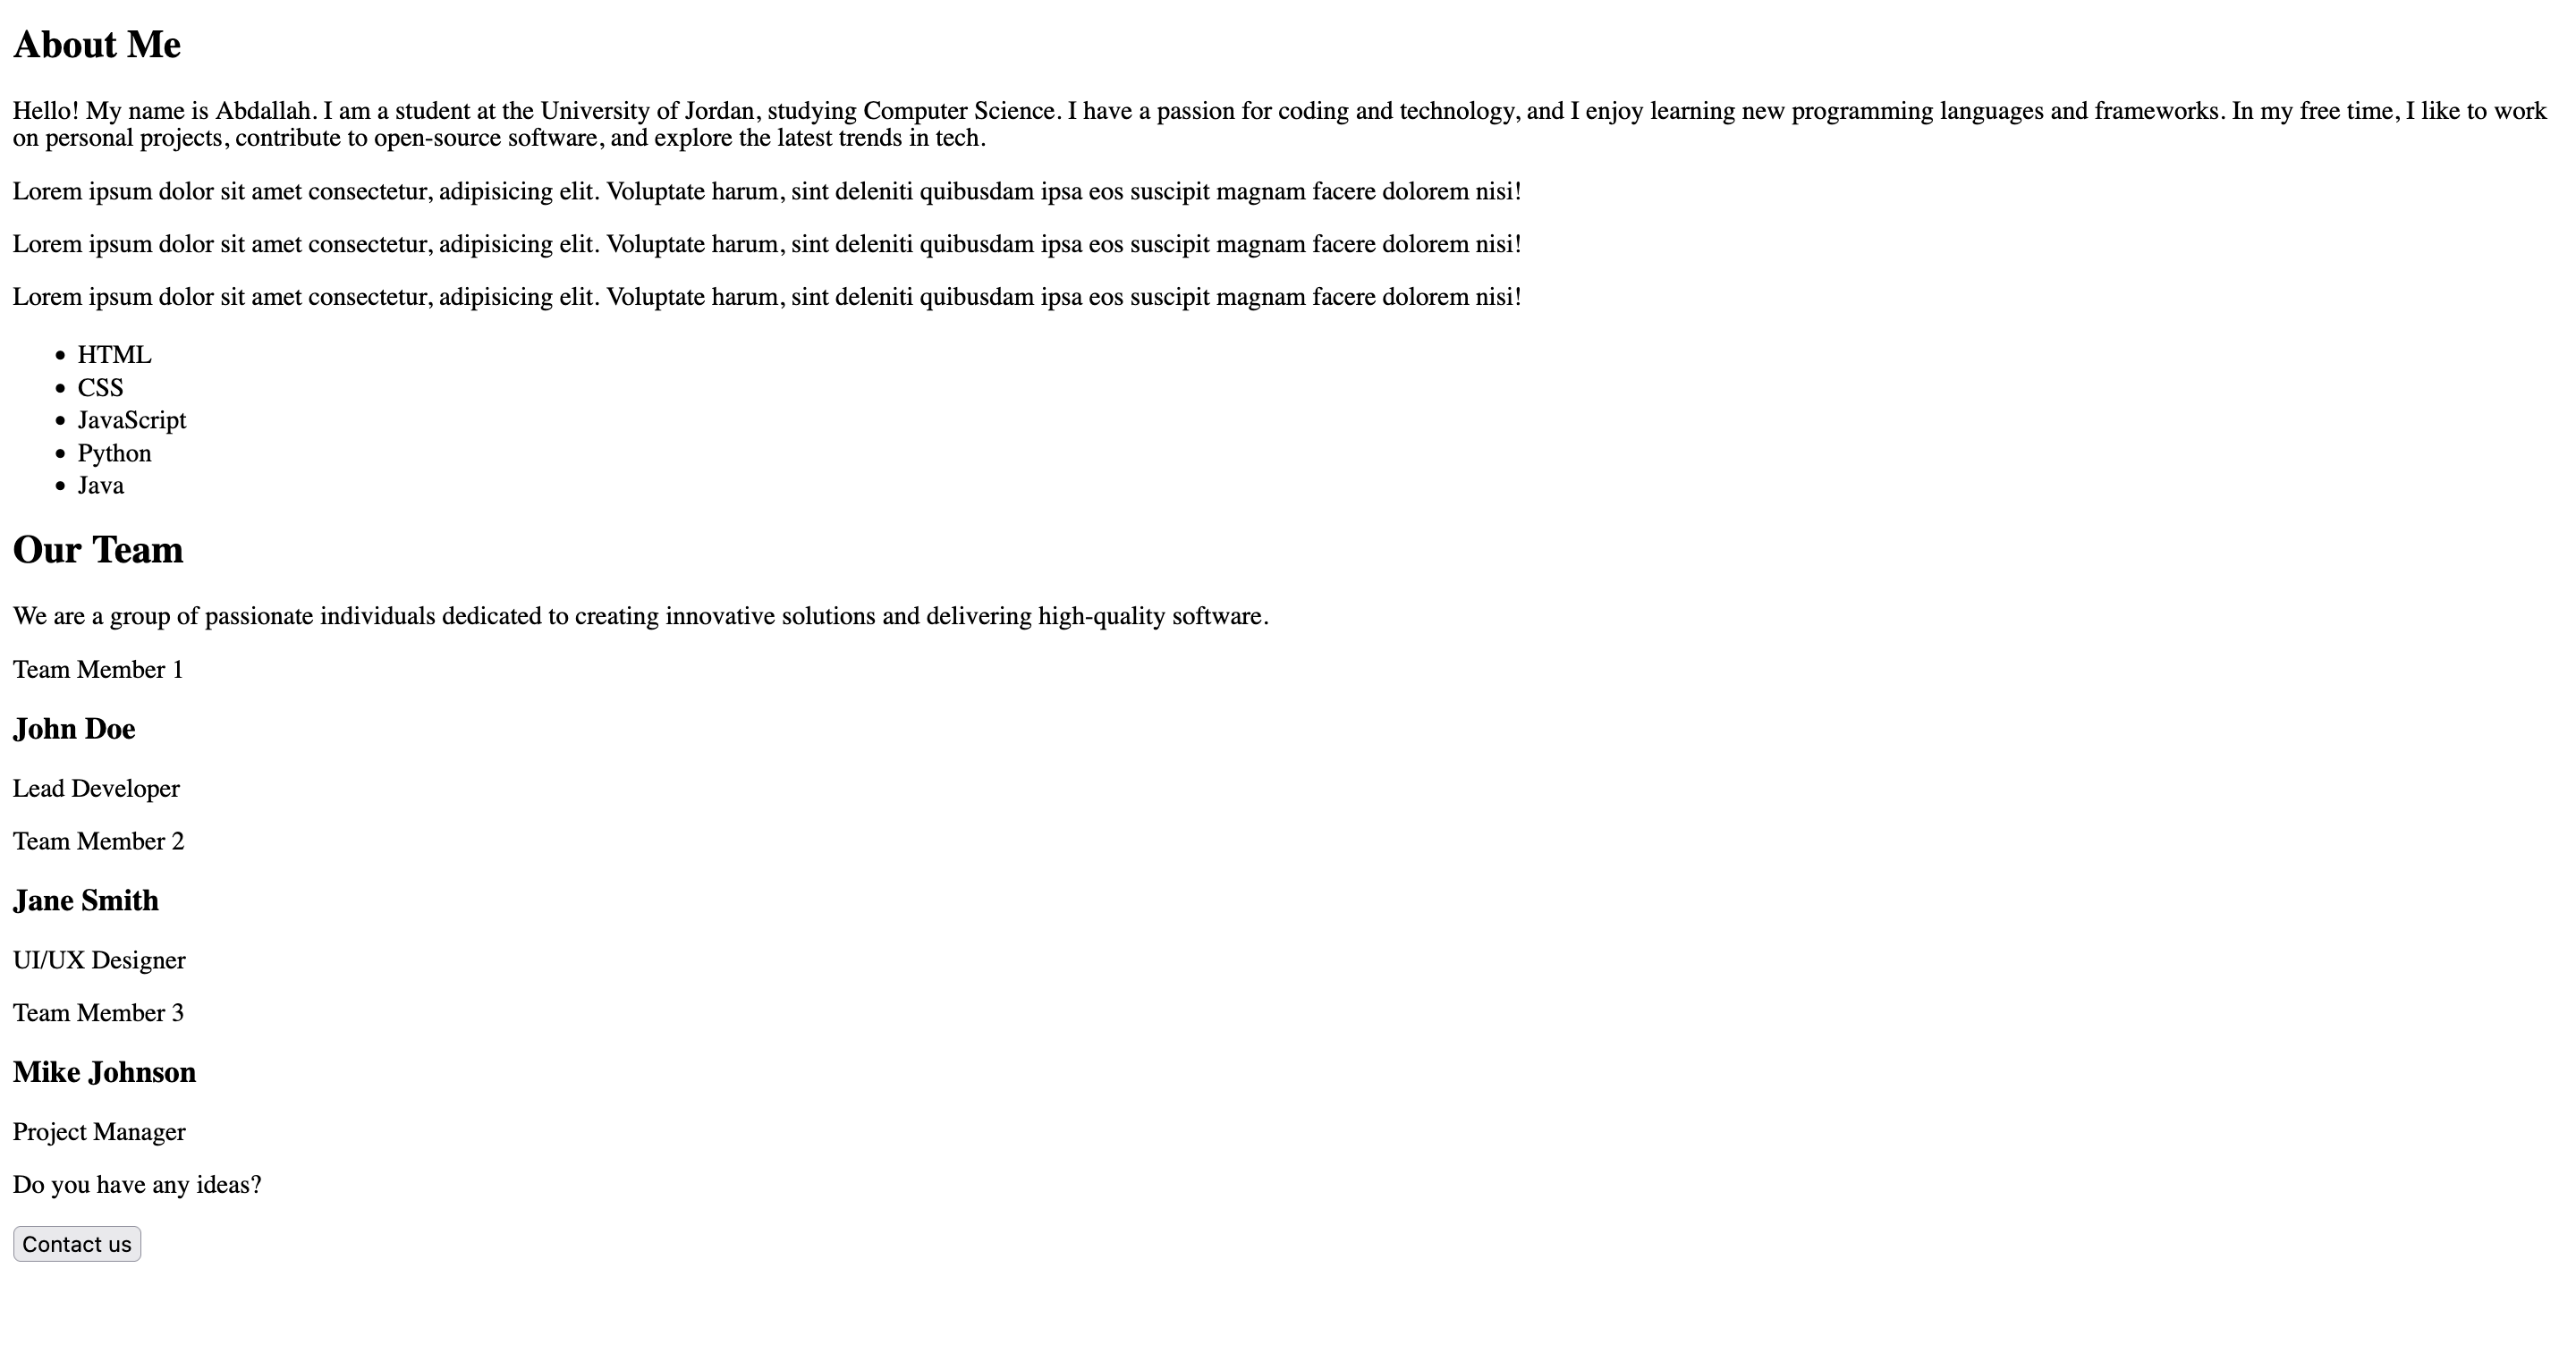 About Me
Hello! My name is Abdallah. I am a student at the University of Jordan, studying Computer Science. I have a passion for coding and technology, and I enjoy learning new programming languages and frameworks. In my free time, I like to work
on personal projects, contribute to open-source software, and explore the latest trends in tech.
Lorem ipsum dolor sit amet consectetur, adipisicing elit. Voluptate harum, sint deleniti quibusdam ipsa eos suscipit magnam facere dolorem nisi!
Lorem ipsum dolor sit amet consectetur, adipisicing elit. Voluptate harum, sint deleniti quibusdam ipsa eos suscipit magnam facere dolorem nisi!
Lorem ipsum dolor sit amet consectetur, adipisicing elit. Voluptate harum, sint deleniti quibusdam ipsa eos suscipit magnam facere dolorem nisi!
• HTML
• CSS
• JavaScript
• Python
• Java
Our Team
We are a group of passionate individuals dedicated to creating innovative solutions and delivering high-quality software.
Team Member 1
John Doe
Lead Developer
Team Member 2
Jane Smith
UI/UX Designer
Team Member 3
Mike Johnson
Project Manager
Do you have any ideas?
Contact us